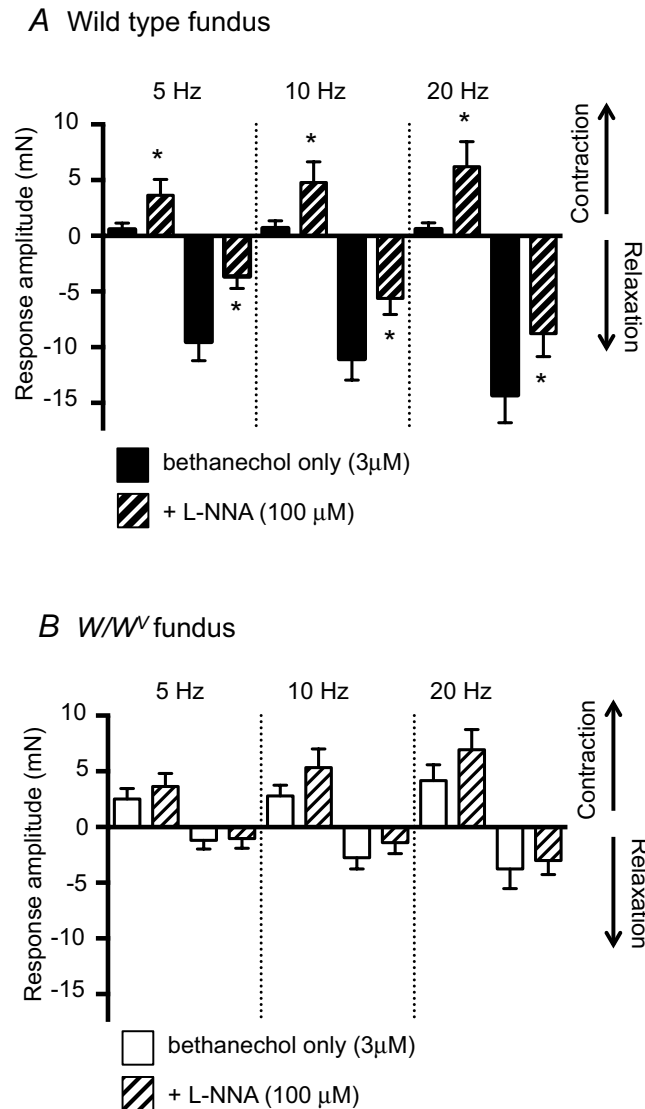 A Wild type fundus
5 Hz 10 Hz 20 Hz
* * *
10
5
0
-5
-10
-15
* * *
Response amplitude (mN)
Contraction
Relaxation
bethanechol only (3μM)
+ L-NNA (100 μM)
B W/Wⱽ fundus
5 Hz 10 Hz 20 Hz
10
5
0
-5
-10
-15
Response amplitude (mN)
Contraction
Relaxation
bethanechol only (3μM)
+ L-NNA (100 μM)